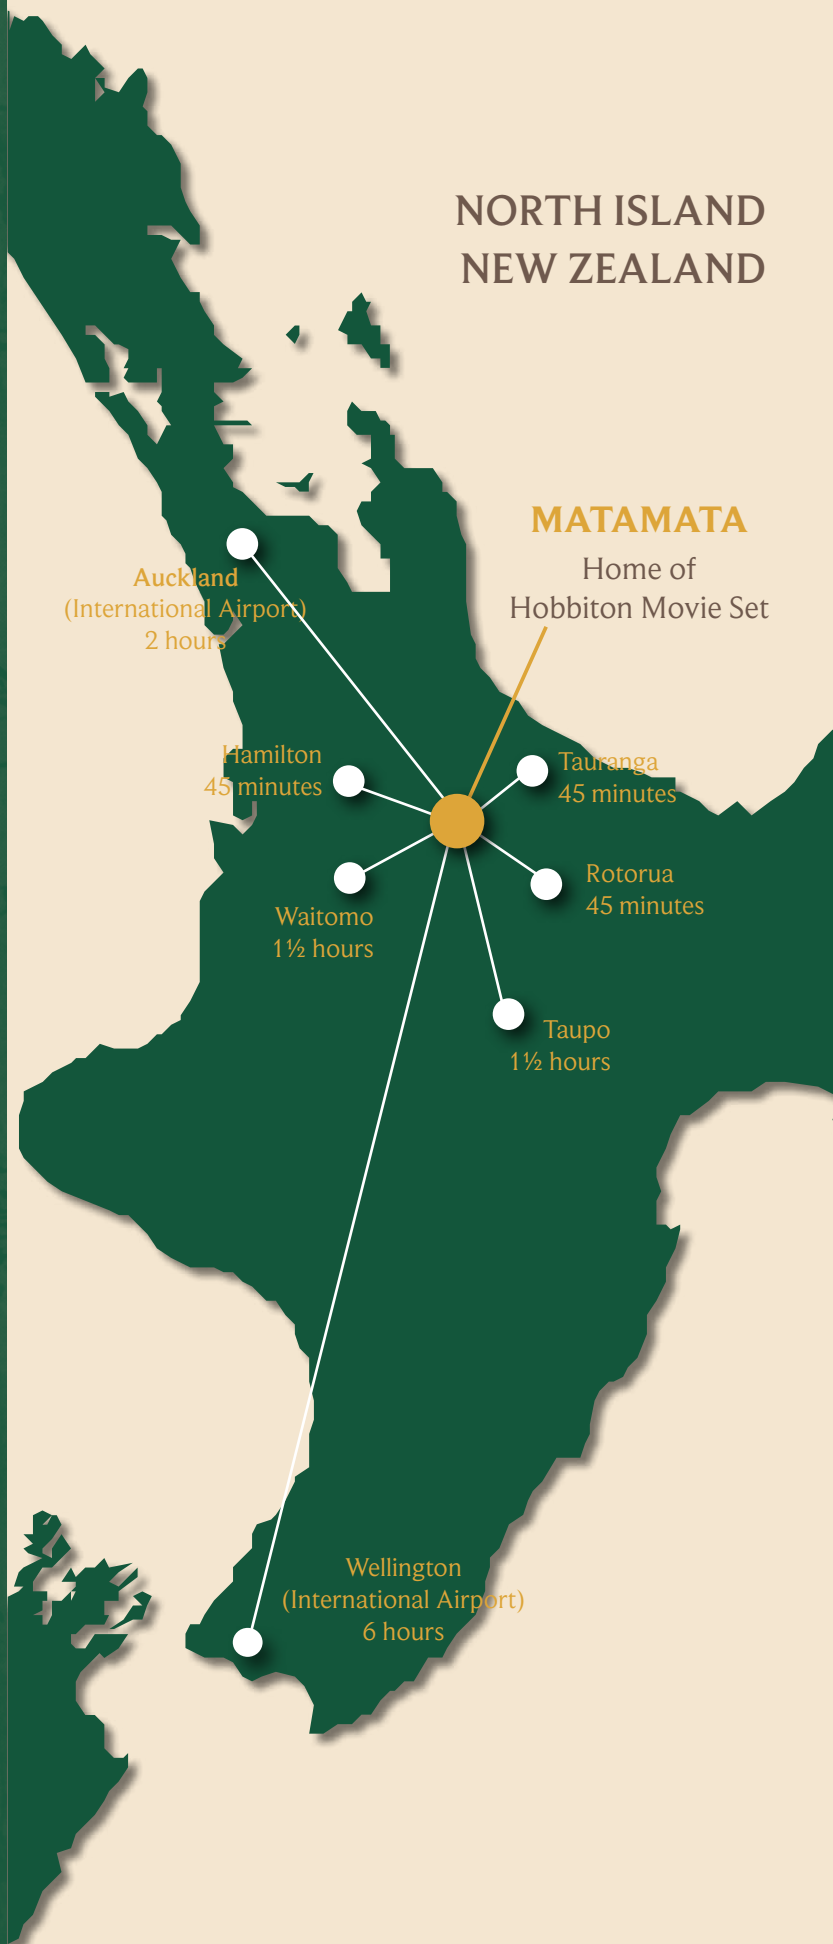 NORTH ISLAND
NEW ZEALAND
MATAMATA
Home of
Hobbiton Movie Set
Auckland
(International Airport)
2 hours
Hamilton
45 minutes
Tauranga
45 minutes
Rotorua
45 minutes
Waitomo
1½ hours
Taupo
1½ hours
Wellington
(International Airport)
6 hours